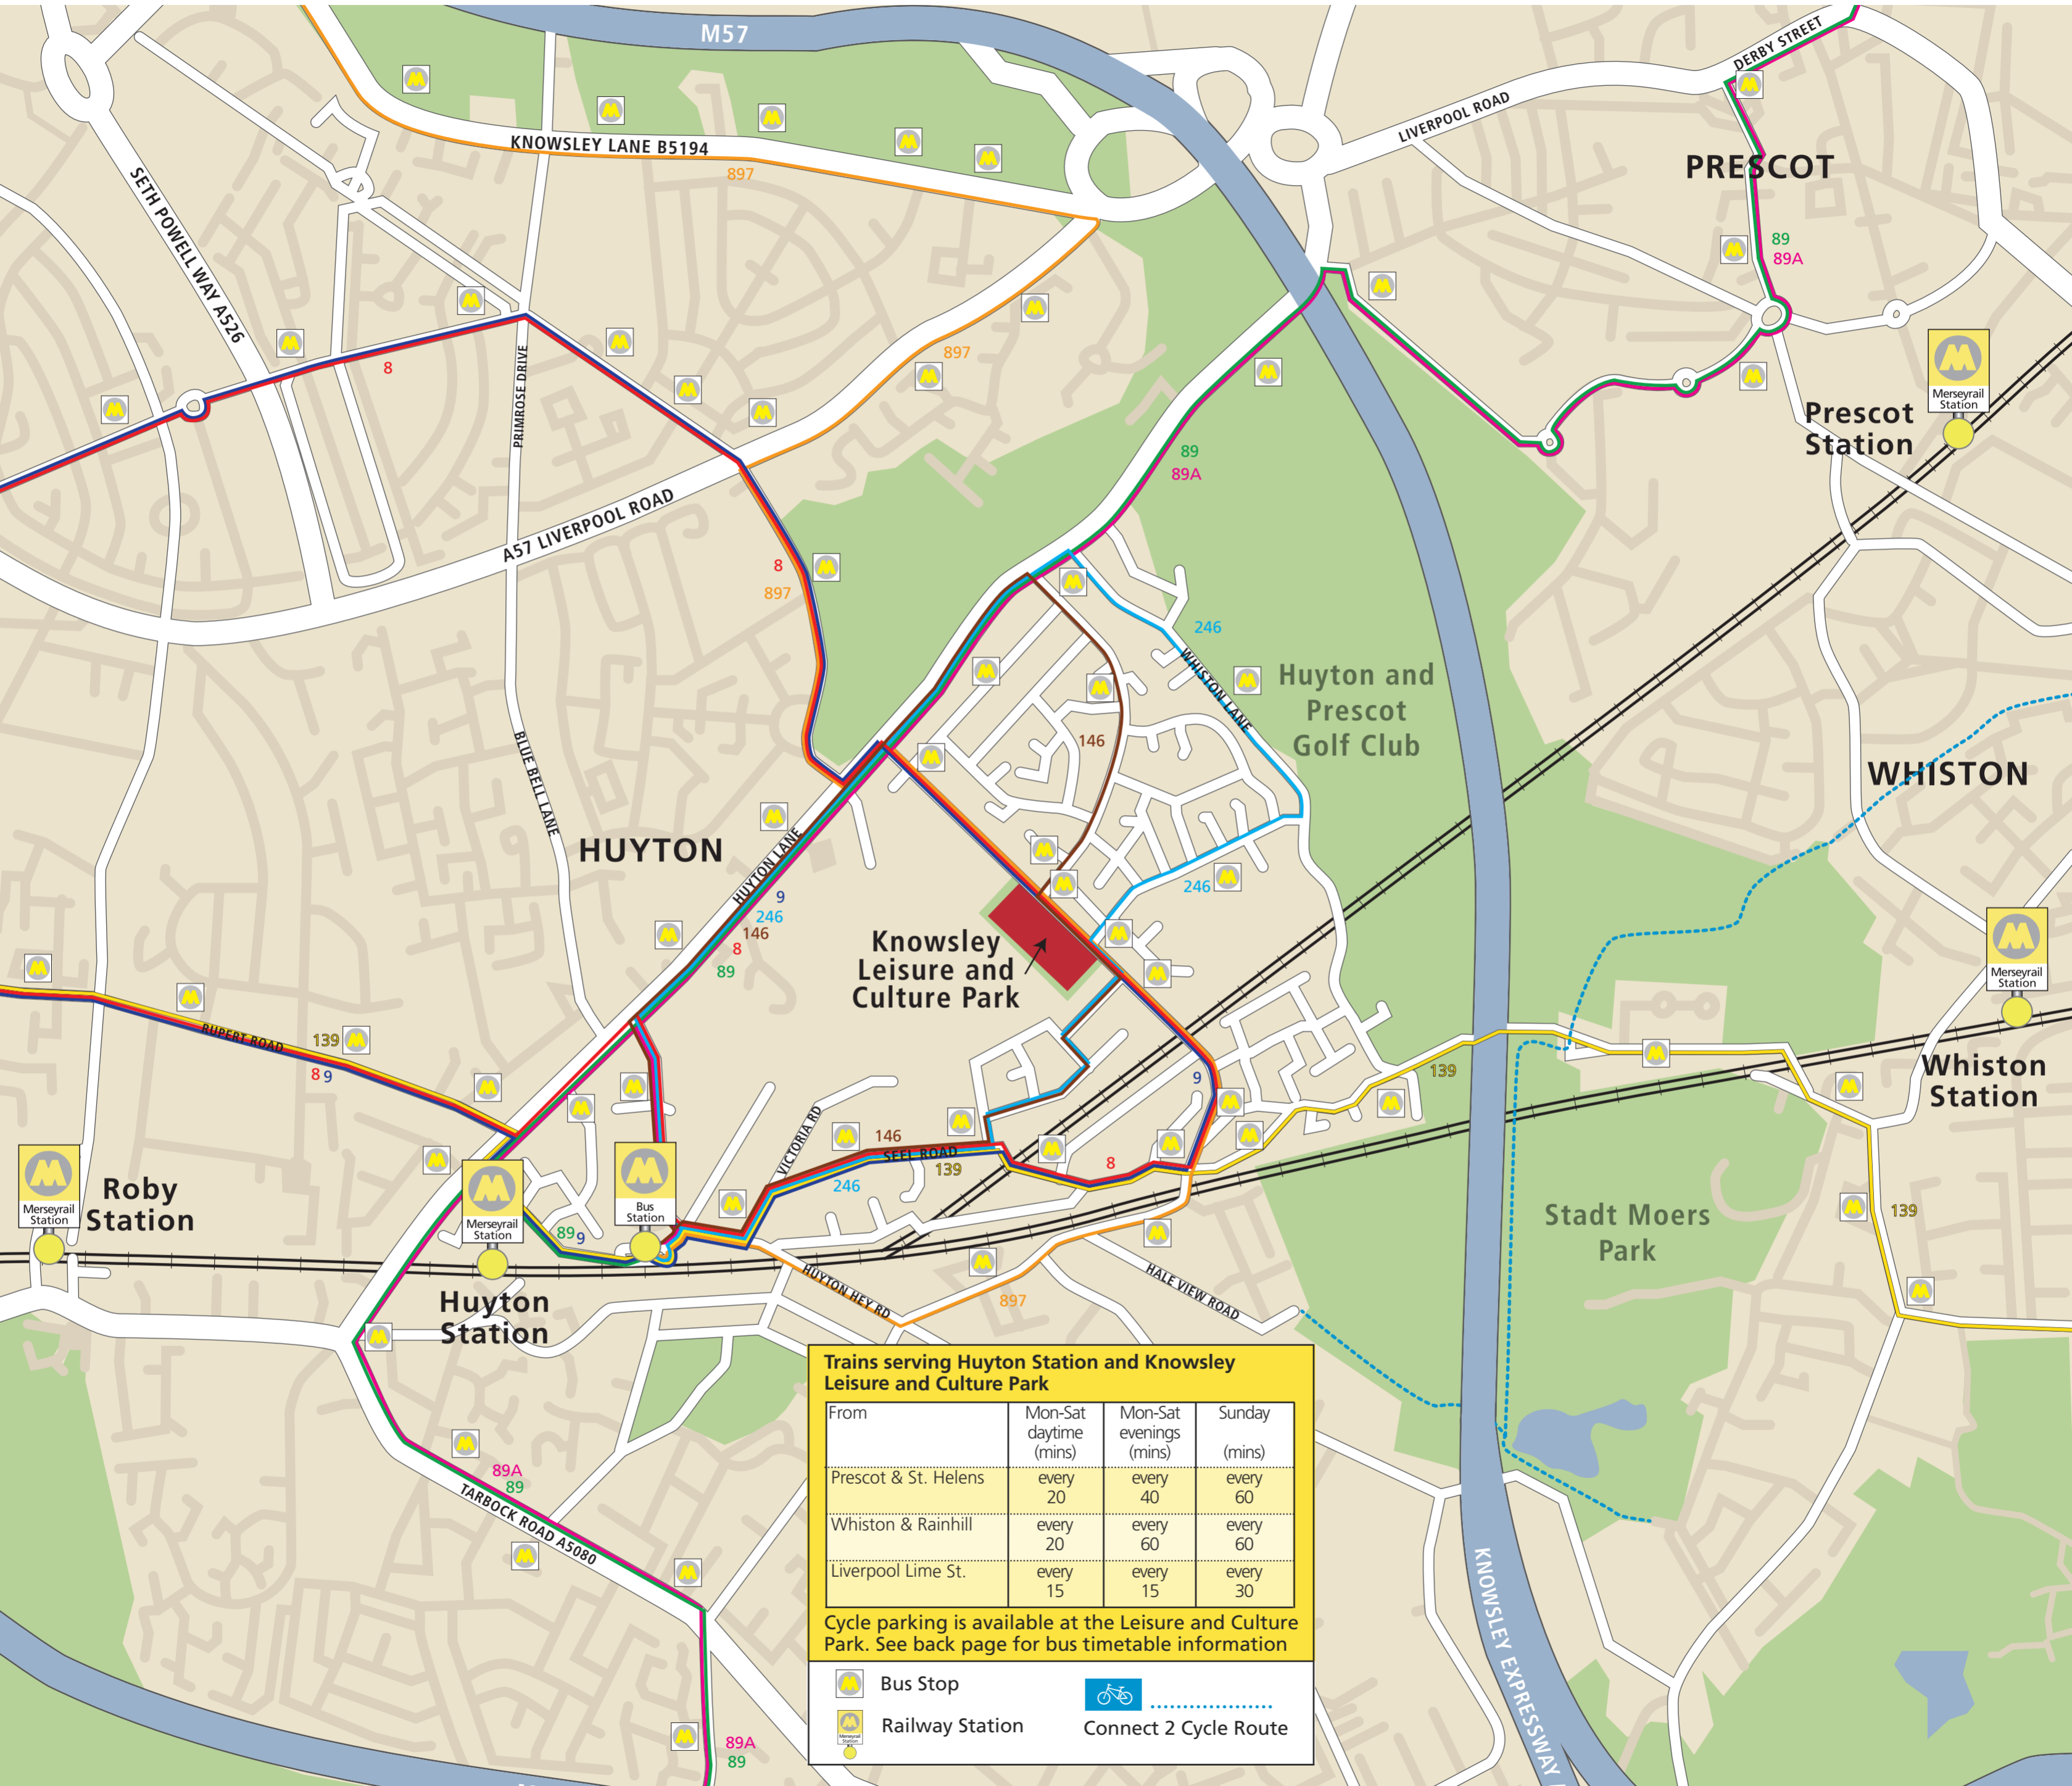 M57
DERBY STREET
LIVERPOOL ROAD
KNOWSLEY LANE B5194
897
PRESCOT
SETH POWELL WAY A526
89
89A
8
PRIMROSE DRIVE
897
Merseyrail
Station
Prescot
Station
89
89A
A57 LIVERPOOL ROAD
8
897
246
WHISTON LANE
Huyton and
Prescot
Golf Club
146
BLUE BELL LANE
WHISTON
HUYTON
HUYTON LANE
9
246
146
8
89
246
Knowsley
Leisure and
Culture Park
Merseyrail
Station
RUPERT ROAD
139
8 9
9
139
Whiston
Station
VICTORIA RD
146
SEEL ROAD
139
246
8
Merseyrail
Station
Roby
Station
Merseyrail
Station
Bus
Station
89
9
139
Stadt Moers
Park
HUYTON HEY RD
HALE VIEW ROAD
897
Huyton
Station
89A
89
TARBOCK ROAD A5080
89A
89
KNOWSLEY EXPRESSWAY
Trains serving Huyton Station and Knowsley
Leisure and Culture Park
From Mon-Sat Mon-Sat Sunday
daytime evenings
(mins) (mins) (mins)
Prescot & St. Helens every every every
20 40 60
Whiston & Rainhill every every every
20 60 60
Liverpool Lime St. every every every
15 15 30
Cycle parking is available at the Leisure and Culture
Park. See back page for bus timetable information
Bus Stop
Railway Station
Merseyrail
Station
Connect 2 Cycle Route